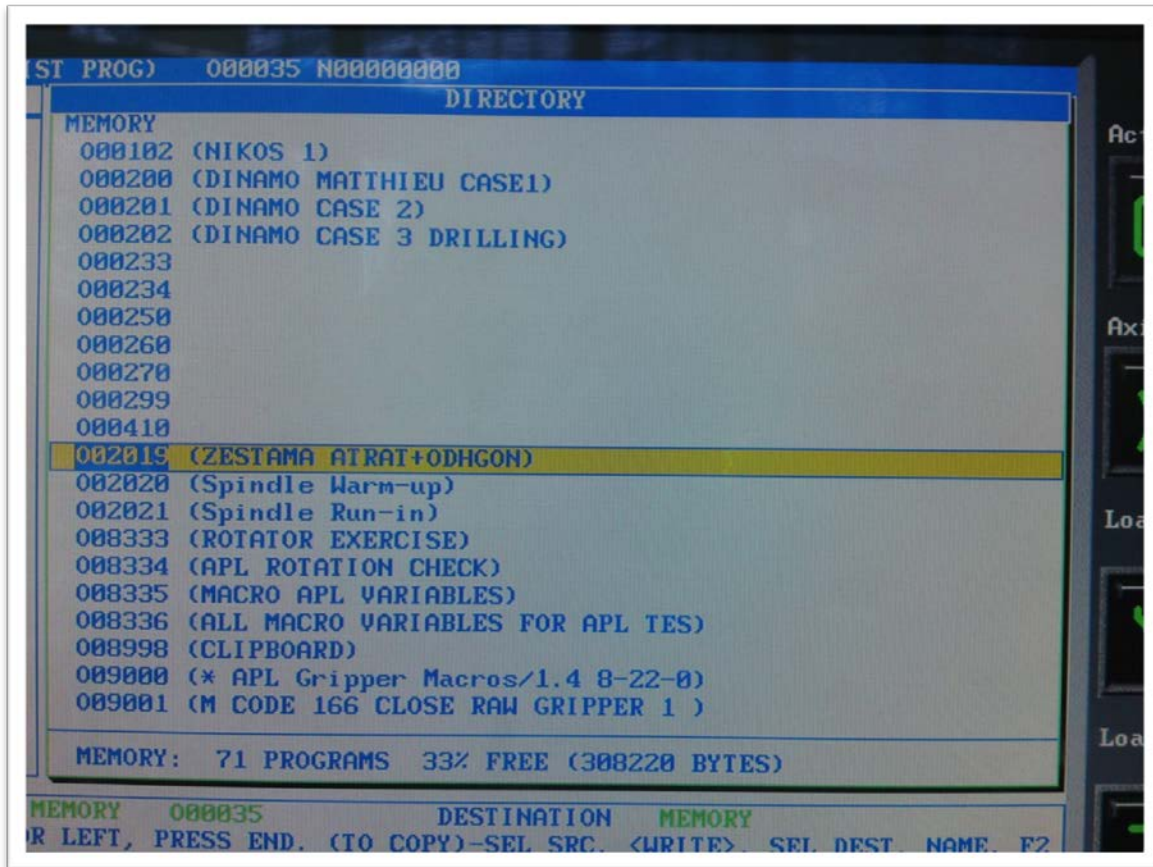 ST PROG) O00035 N00000000
DIRECTORY
MEMORY
O00102 (NIKOS 1)
O00200 (DINAMO MATTHIEU CASE1)
O00201 (DINAMO CASE 2)
O00202 (DINAMO CASE 3 DRILLING)
O00233
O00234
O00250
O00260
O00270
O00299
O00410
O02019 (ZESTAMA ATRAT+ODHGON)
O02020 (Spindle Warm-up)
O02021 (Spindle Run-in)
O08333 (ROTATOR EXERCISE)
O08334 (APL ROTATION CHECK)
O08335 (MACRO APL VARIABLES)
O08336 (ALL MACRO VARIABLES FOR APL TES)
O08998 (CLIPBOARD)
O09000 (* APL Gripper Macros/1.4 8-22-0)
O09001 (M CODE 166 CLOSE RAW GRIPPER 1 )
MEMORY: 71 PROGRAMS 33% FREE (308220 BYTES)
MEMORY O00035 DESTINATION MEMORY
OR LEFT, PRESS END. (TO COPY)-SEL SRC, <WRITE>, SEL DEST, NAME, F2
Ac
Axi
Loa
Loa